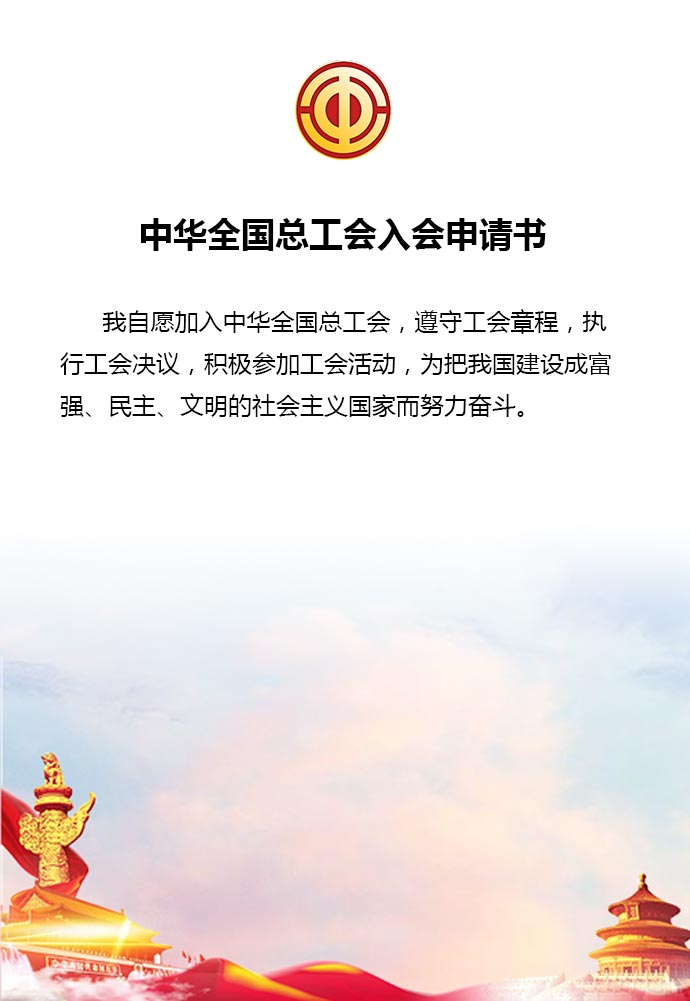 中华全国总工会入会申请书
我自愿加入中华全国总工会，遵守工会章程，执
行工会决议，积极参加工会活动，为把我国建设成富
强、民主、文明的社会主义国家而努力奋斗。